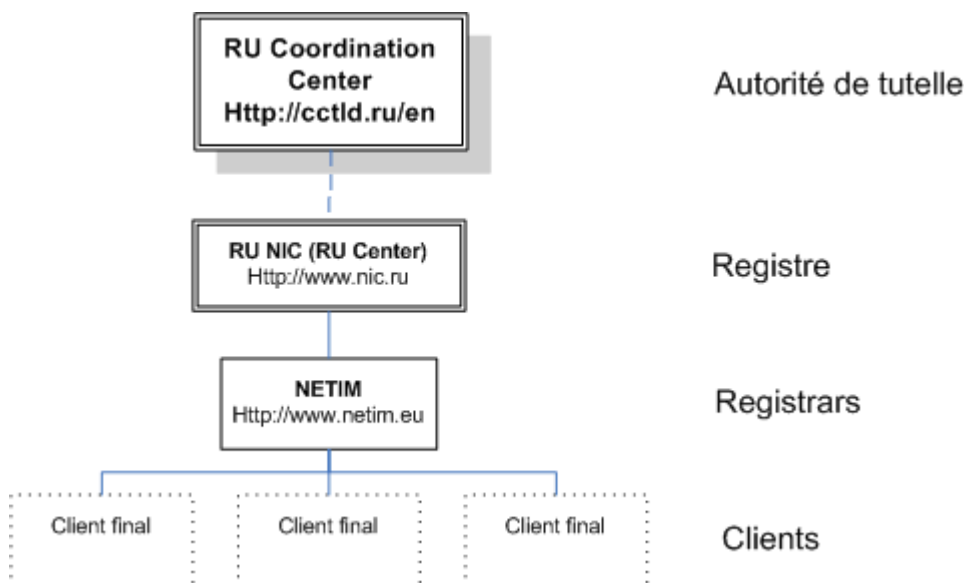 RU Coordination
Center
Http://cctld.ru/en
Autorité de tutelle
RU NIC (RU Center)
Http://www.nic.ru
Registre
NETIM
Http://www.netim.eu
Registrars
Client final
Client final
Client final
Clients